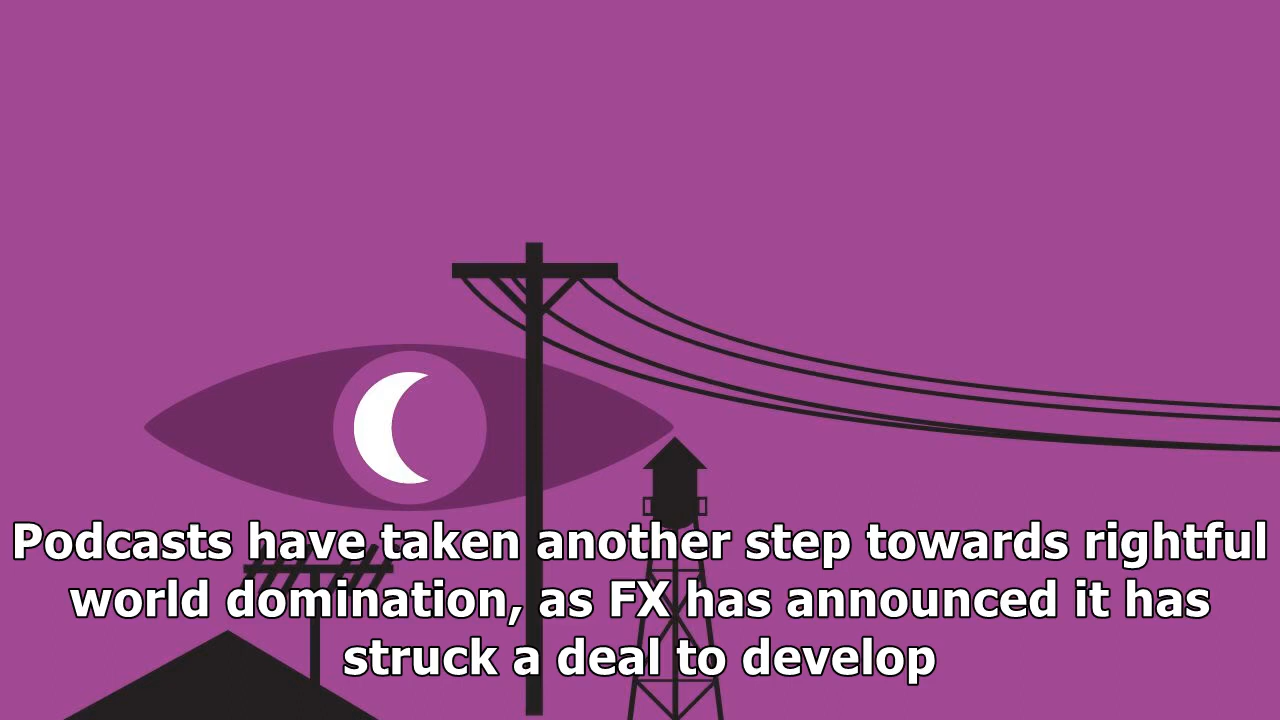 Podcasts have taken another step towards rightful
world domination, as FX has announced it has
struck a deal to develop